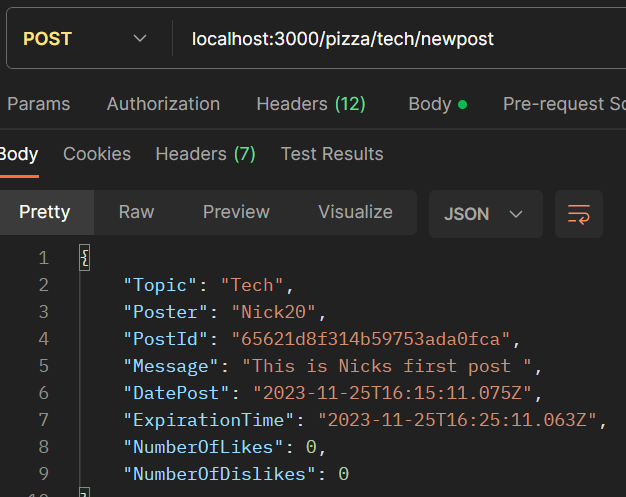 POST localhost:3000/pizza/tech/newpost
Params Authorization Headers (12) Body Pre-request Sc
Body Cookies Headers (7) Test Results
Pretty Raw Preview Visualize JSON
1 {
2 "Topic": "Tech",
3 "Poster": "Nick20",
4 "PostId": "65621d8f314b59753ada0fca",
5 "Message": "This is Nicks first post ",
6 "DatePost": "2023-11-25T16:15:11.075Z",
7 "ExpirationTime": "2023-11-25T16:25:11.063Z",
8 "NumberOfLikes": 0,
9 "NumberOfDislikes": 0
10 }